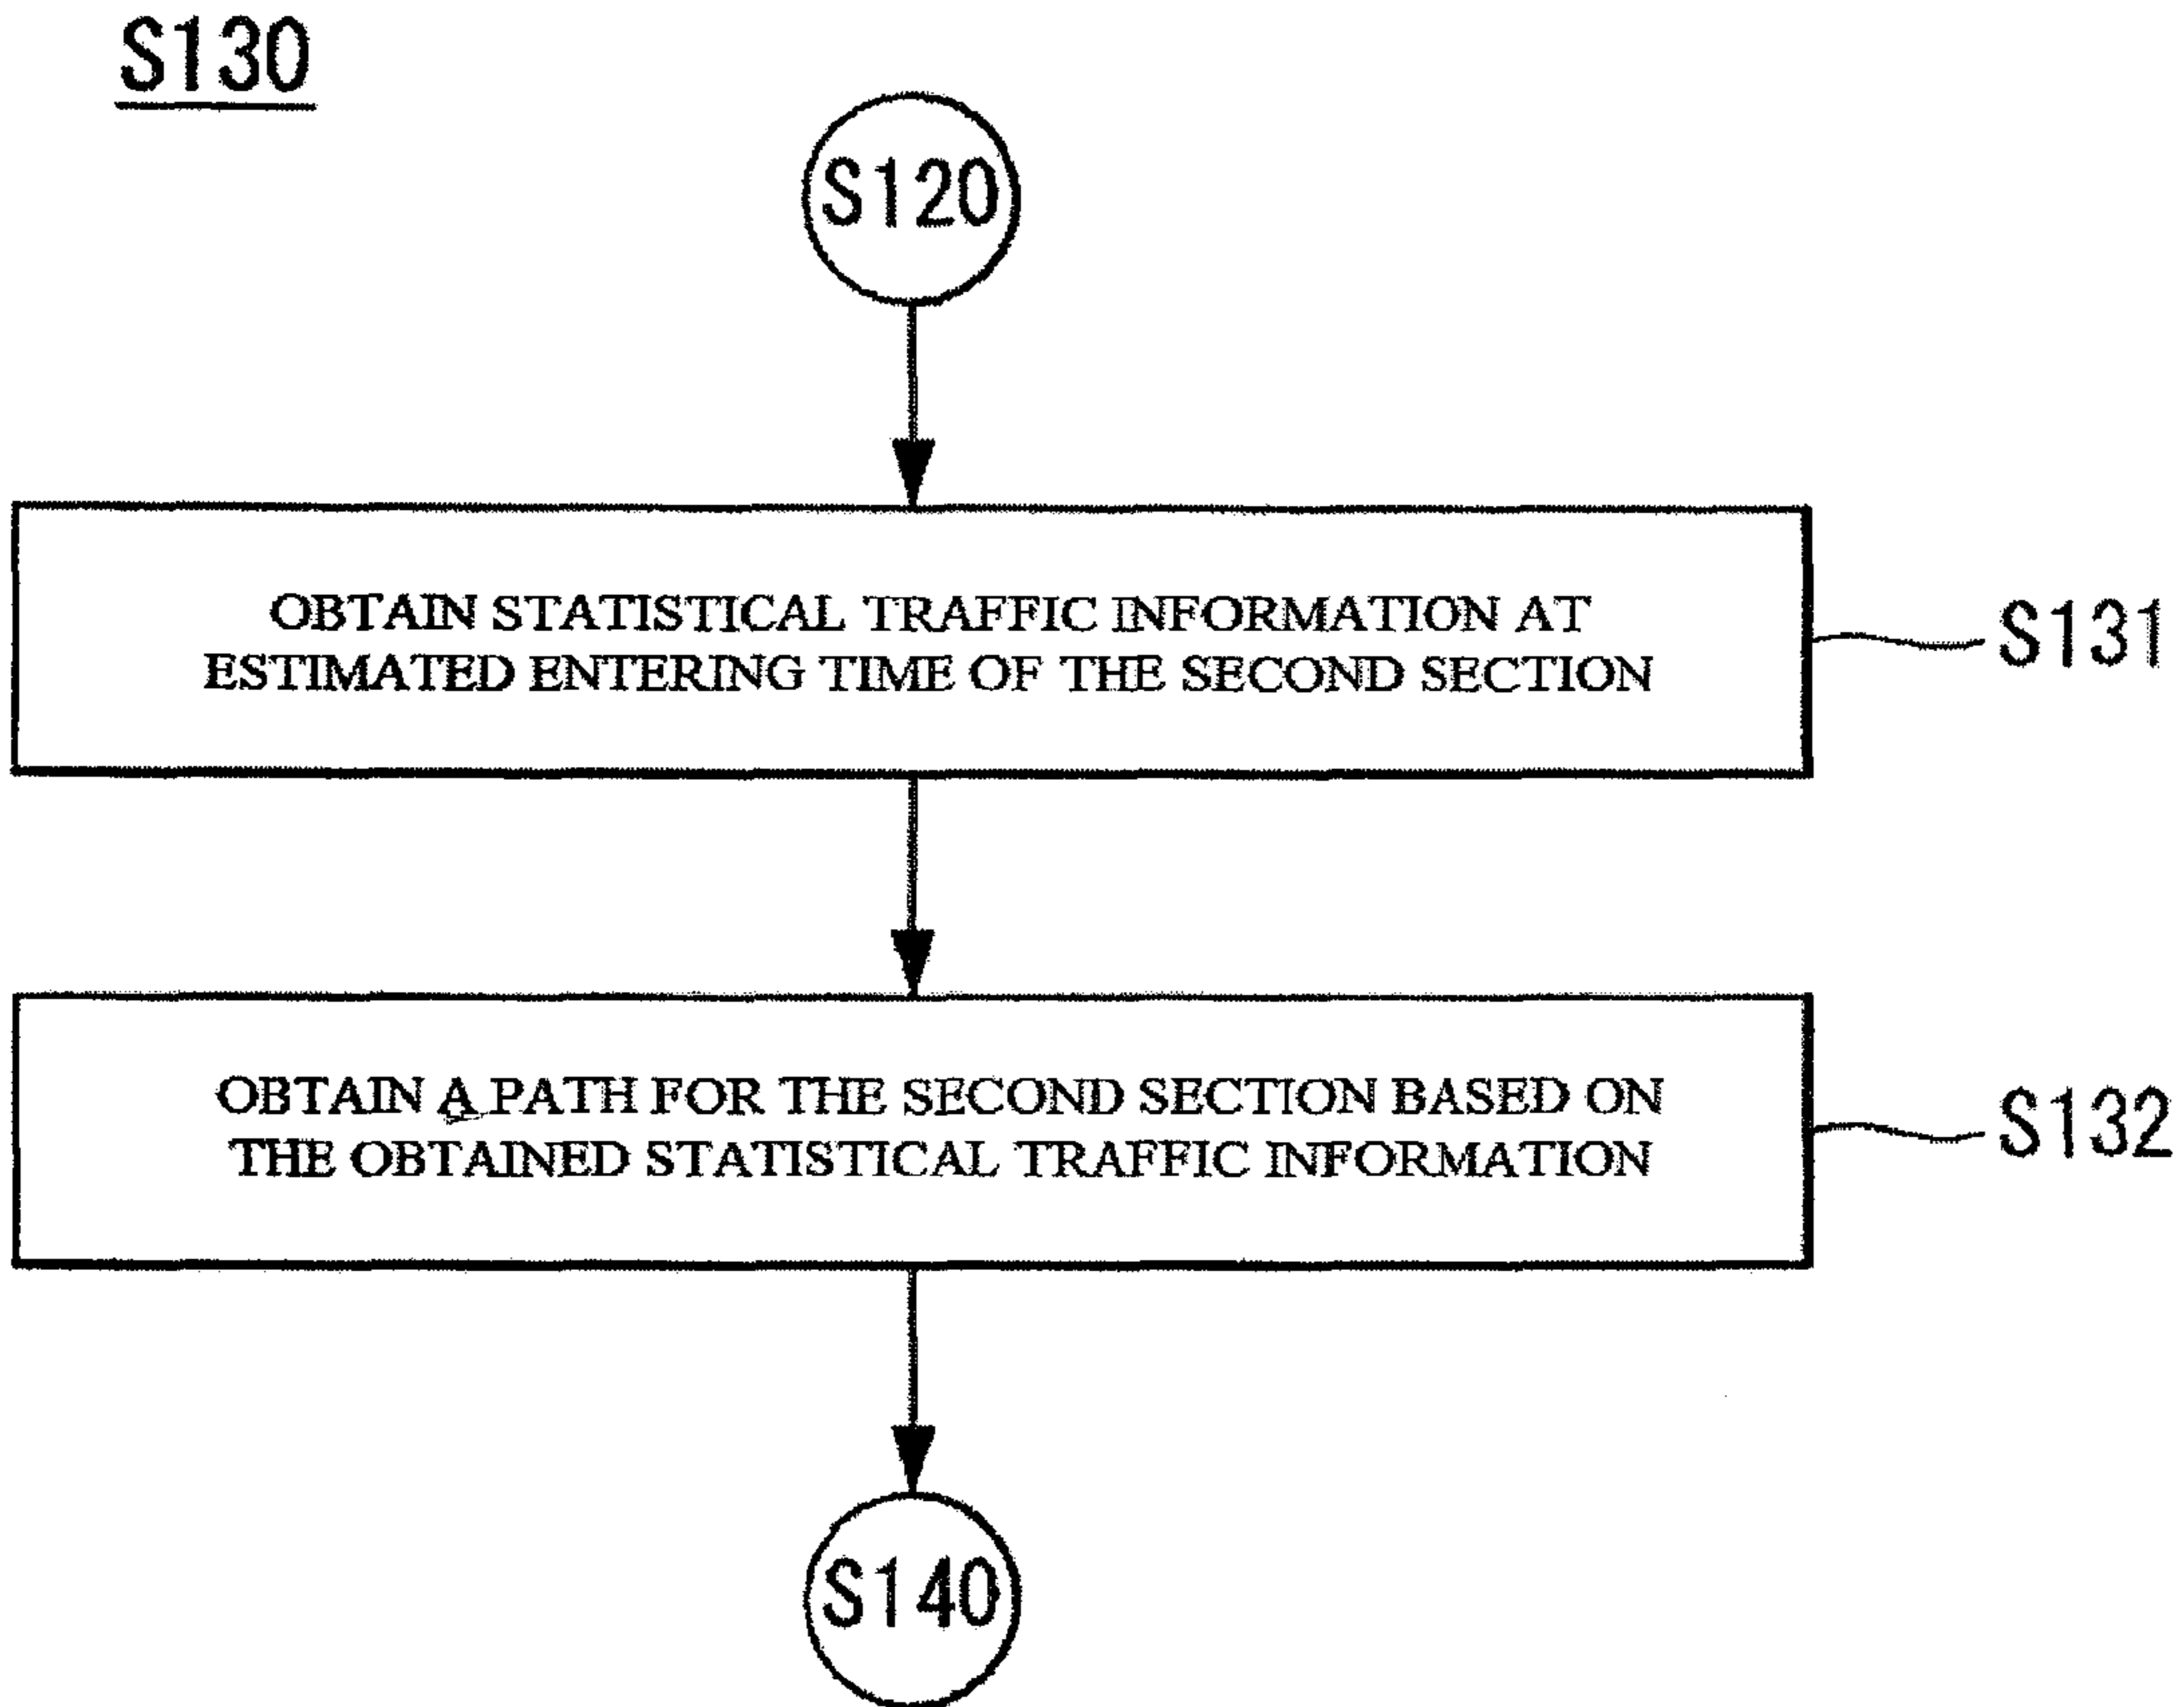 S130
S120
OBTAIN STATISTICAL TRAFFIC INFORMATION AT
ESTIMATED ENTERING TIME OF THE SECOND SECTION
S131
OBTAIN A PATH FOR THE SECOND SECTION BASED ON
THE OBTAINED STATISTICAL TRAFFIC INFORMATION
S132
S140